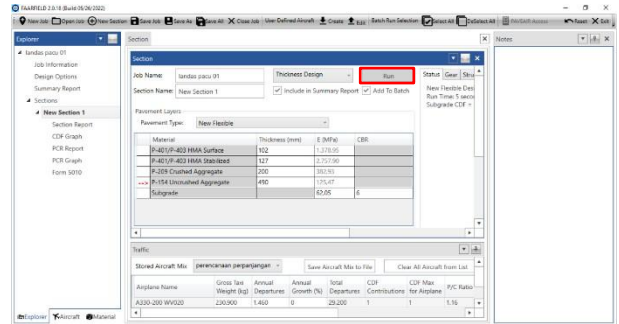 FAARFIELD 2.0.18 (Build 05/26/2022)
New Job Open Job New Section Save Job Save As Save All Close Job User Defined Aircraft Create Edit Batch Run Selection Select All DeSelect All Reset Exit
Explorer
Section
Notes
landas pacu 01
Job Information
Design Options
Summary Report
Sections
New Section 1
Section Report
CDF Graph
PCR Report
PCR Graph
Form 5010
Section
Job Name: landas pacu 01 Thickness Design Run
Status Gear Stru
Section Name: New Section 1 Include in Summary Report Add To Batch
New Flexible Des
Run Time: 5 seco
Subgrade CDF =
Pavement Layers
Pavement Type: New Flexible
Material Thickness (mm) E (MPa) CBR
P-401/P-403 HMA Surface 102 1.378,95
P-401/P-403 HMA Stabilized 127 2.757,90
P-209 Crushed Aggregate 200
--> P-154 Uncrushed Aggregate 490
Subgrade 62,05 6
Traffic
Stored Aircraft Mix perencanaan perpanjangan Save Aircraft Mix to File Clear All Aircraft from List
Airplane Name Gross Taxi Weight (kg) Annual Departures Annual Growth (%) Total Departures CDF Contributions CDF Max for Airplane P/C Ratio
A330-200 WV020 230.900 1.460 0 29.200 1 1 1.16
Explorer Aircraft Material